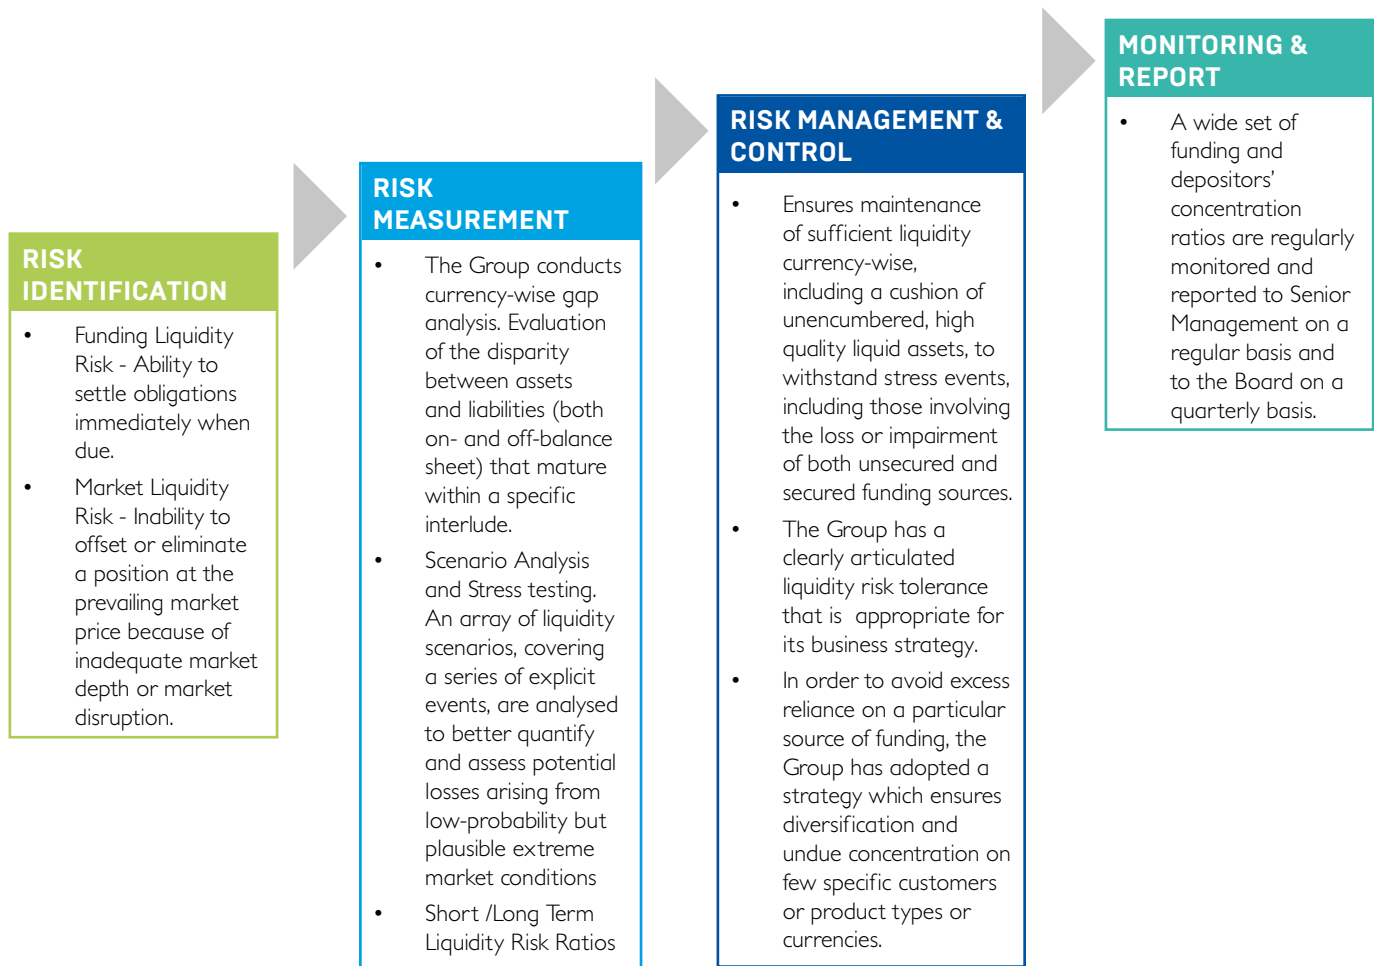 RISK
IDENTIFICATION
• Funding Liquidity
Risk - Ability to
settle obligations
immediately when
due.
• Market Liquidity
Risk - Inability to
offset or eliminate
a position at the
prevailing market
price because of
inadequate market
depth or market
disruption.
RISK
MEASUREMENT
• The Group conducts
currency-wise gap
analysis. Evaluation
of the disparity
between assets
and liabilities (both
on- and off-balance
sheet) that mature
within a specific
interlude.
• Scenario Analysis
and Stress testing.
An array of liquidity
scenarios, covering
a series of explicit
events, are analysed
to better quantify
and assess potential
losses arising from
low-probability but
plausible extreme
market conditions
• Short /Long Term
Liquidity Risk Ratios
RISK MANAGEMENT &
CONTROL
• Ensures maintenance
of sufficient liquidity
currency-wise,
including a cushion of
unencumbered, high
quality liquid assets, to
withstand stress events,
including those involving
the loss or impairment
of both unsecured and
secured funding sources.
• The Group has a
clearly articulated
liquidity risk tolerance
that is appropriate for
its business strategy.
• In order to avoid excess
reliance on a particular
source of funding, the
Group has adopted a
strategy which ensures
diversification and
undue concentration on
few specific customers
or product types or
currencies.
MONITORING &
REPORT
• A wide set of
funding and
depositors’
concentration
ratios are regularly
monitored and
reported to Senior
Management on a
regular basis and
to the Board on a
quarterly basis.